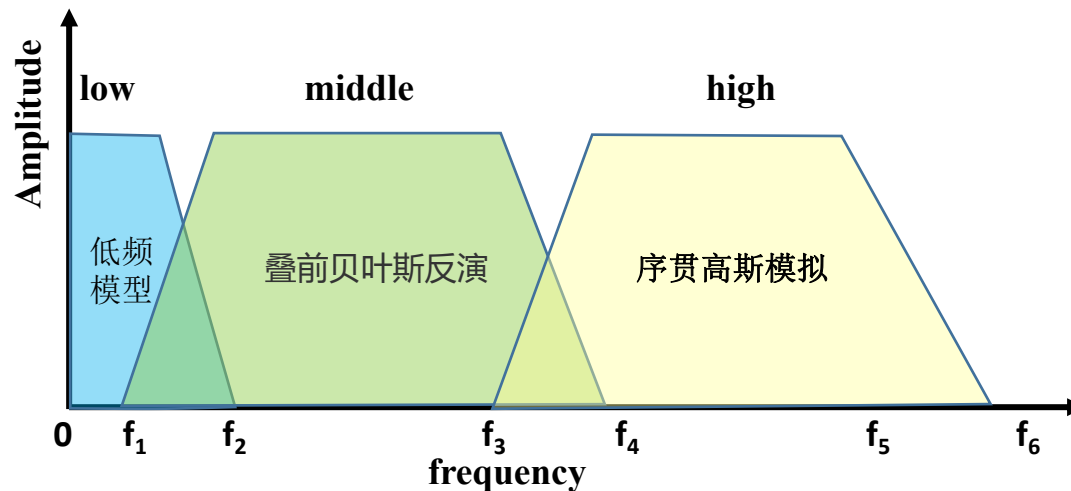 Amplitude
low
middle
high
低频
模型
叠前贝叶斯反演
序贯高斯模拟
0
f₁
f₂
f₃
f₄
f₅
f₆
frequency